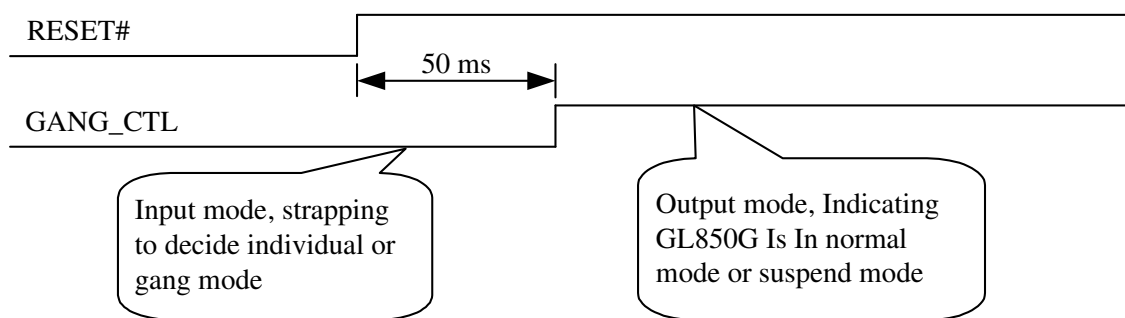 RESET#
50 ms
GANG_CTL
Input mode, strapping
to decide individual or
gang mode
Output mode, Indicating
GL850G Is In normal
mode or suspend mode